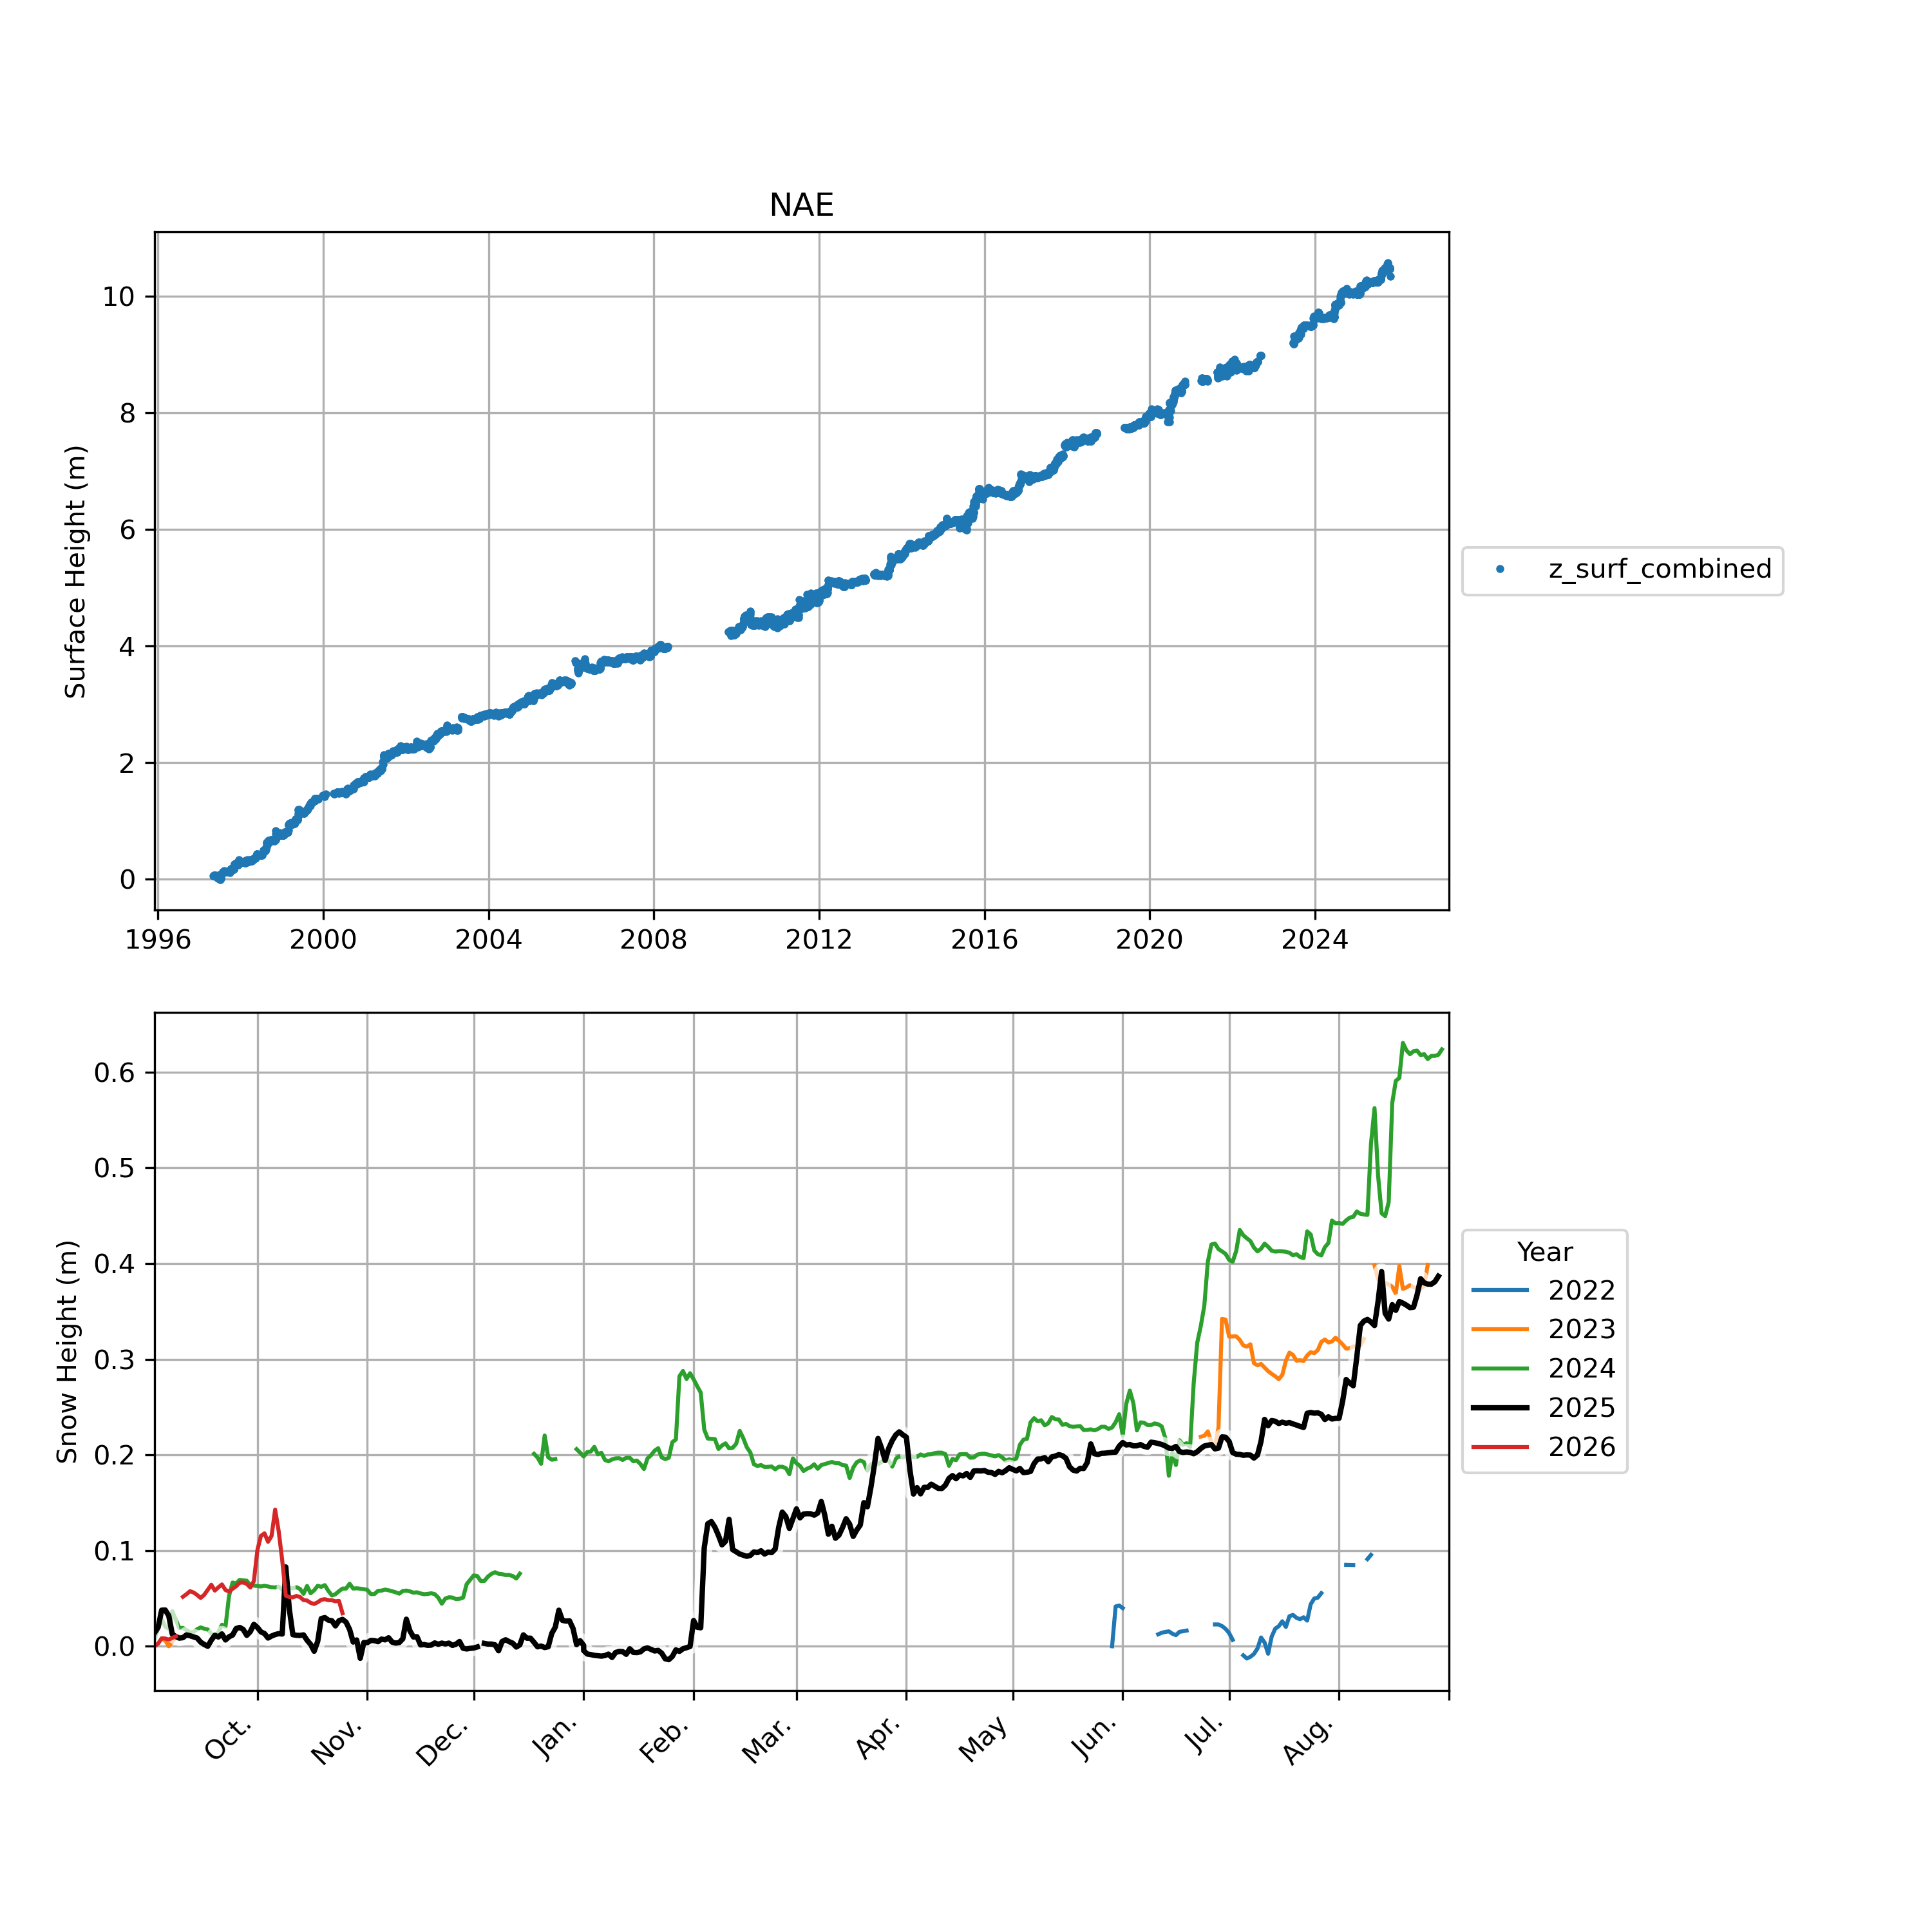 NAE
Surface Height (m)
10
8
6
4
2
0
1996 2000 2004 2008 2012 2016 2020 2024
z_surf_combined
Snow Height (m)
0.6
0.5
0.4
0.3
0.2
0.1
0.0
Oct. Nov. Dec. Jan. Feb. Mar. Apr. May Jun. Jul. Aug.
Year
2022
2023
2024
2025
2026